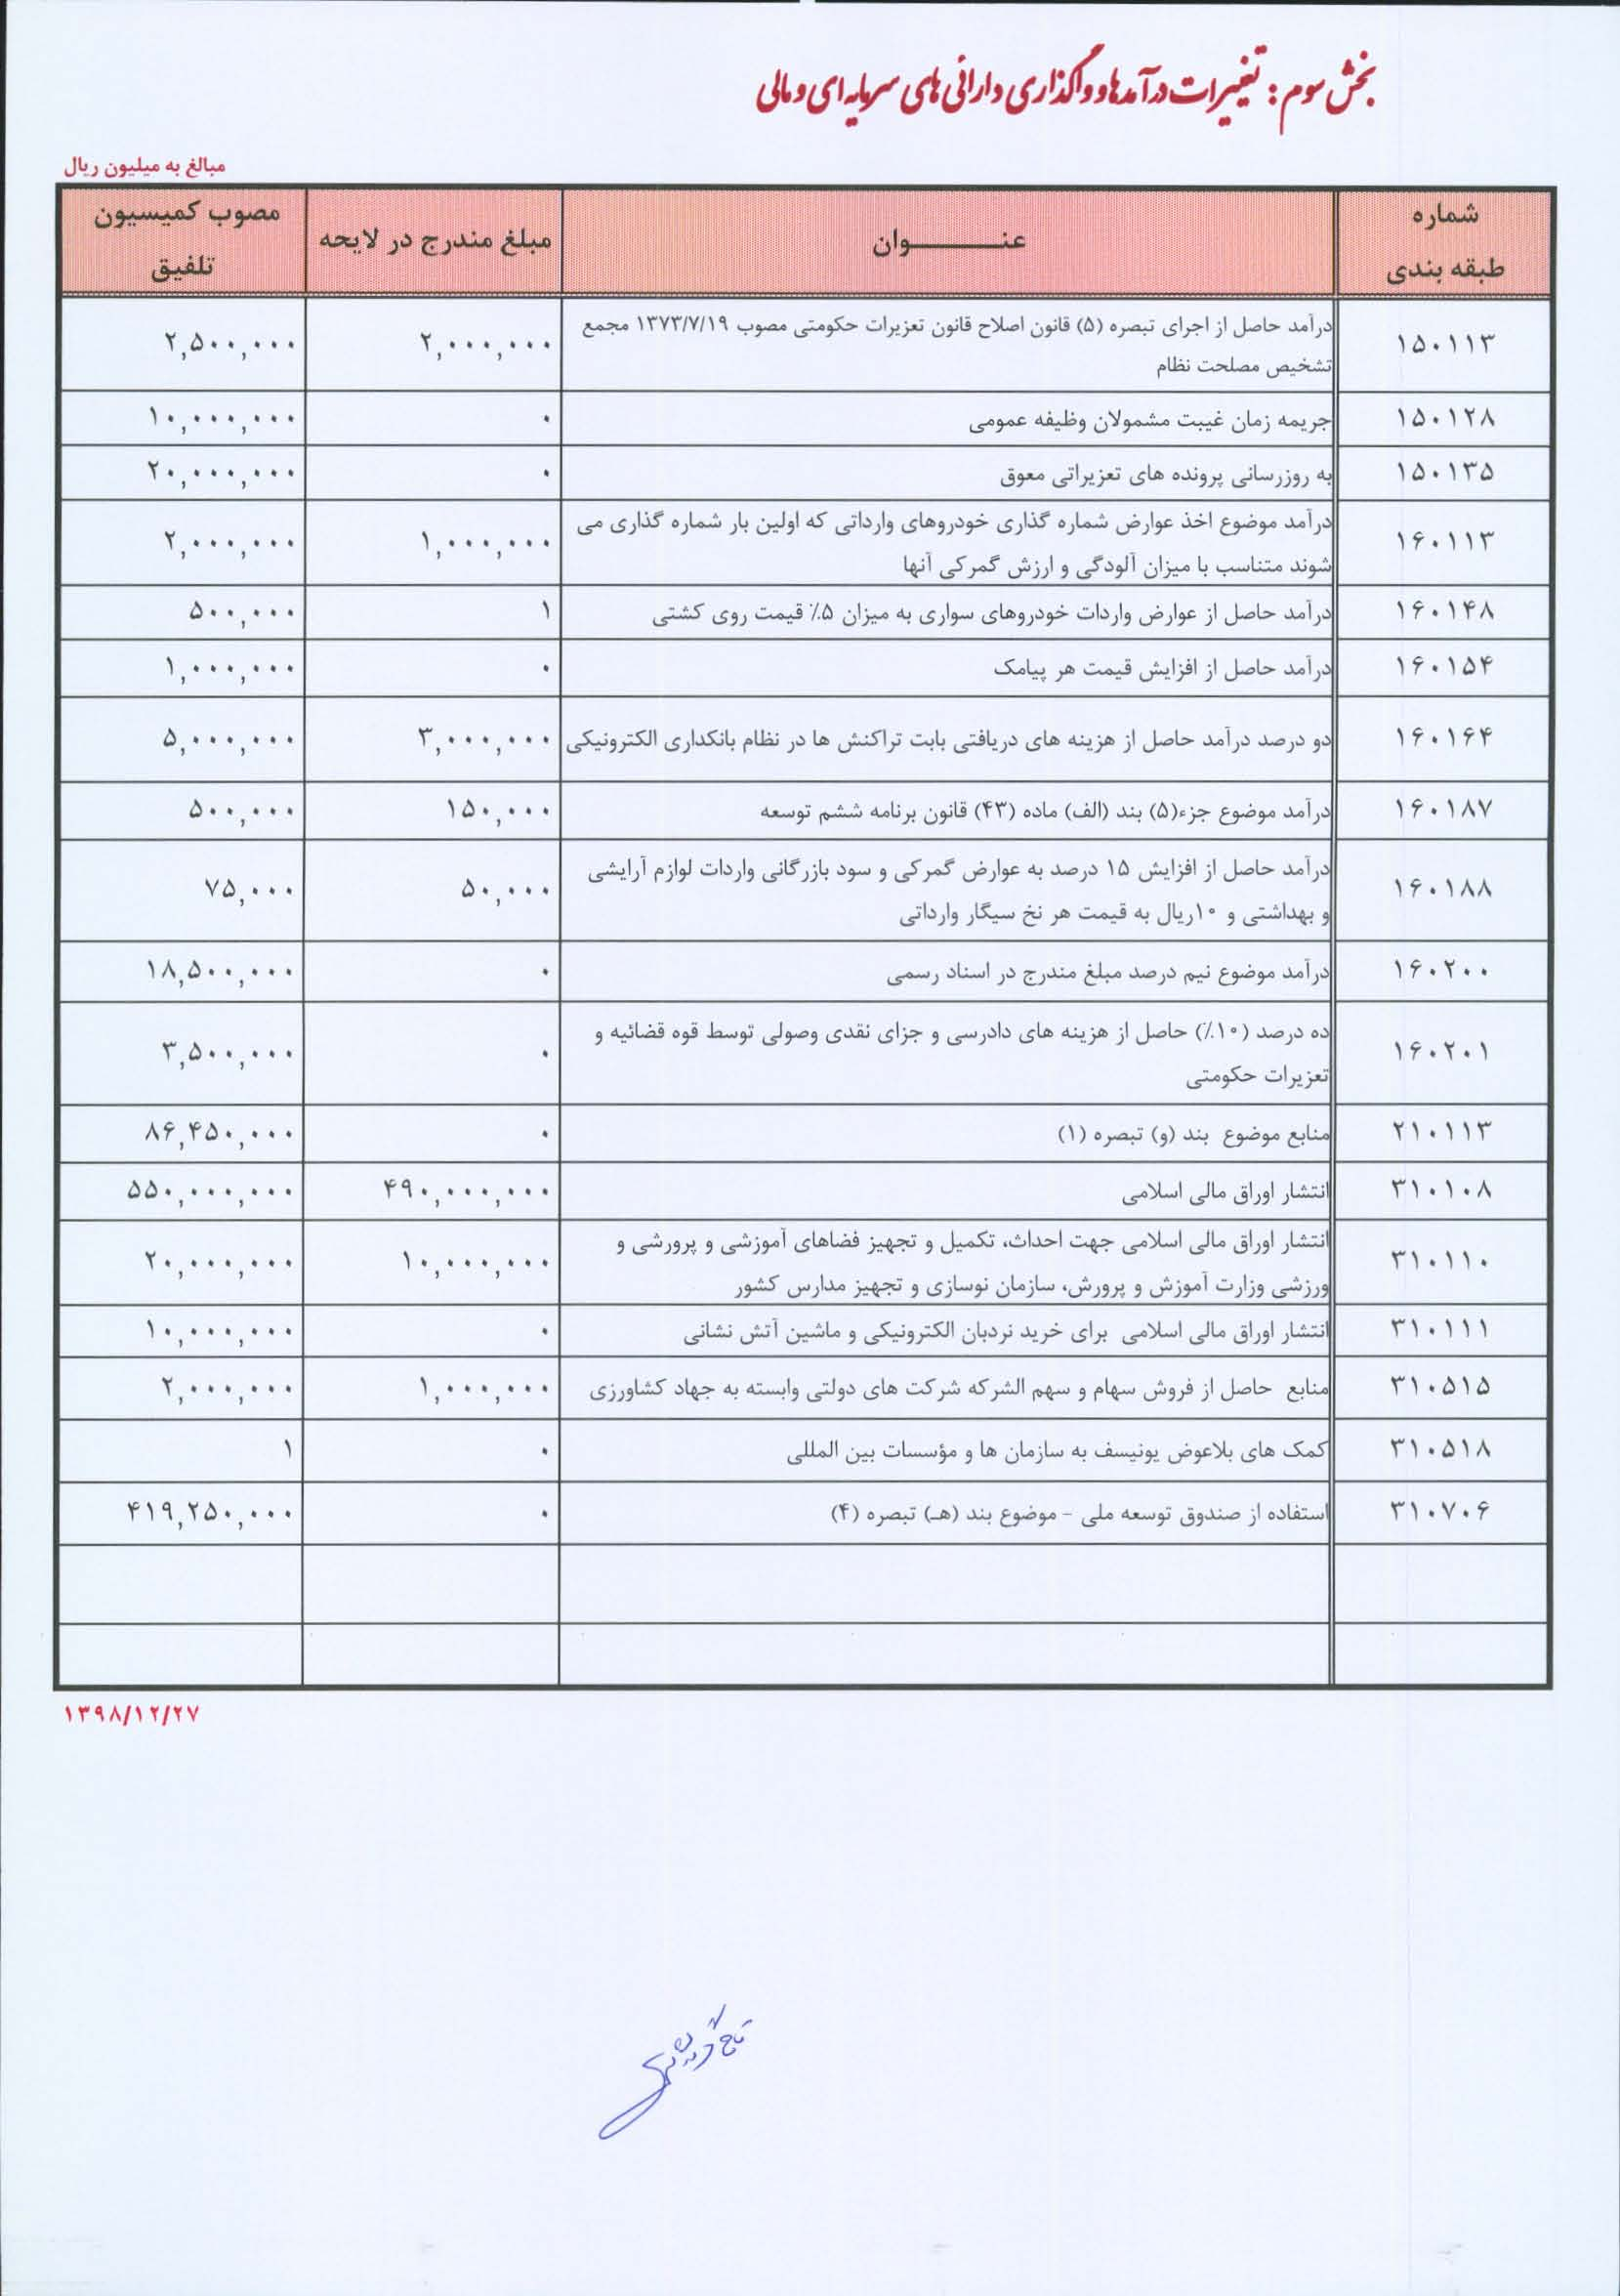 بخش سوم : تغییرات درآمدها و واگذاری دارائی های سرمایه ای و مالی
مبالغ به میلیون ریال
شماره طبقه بندی	عنـــــــــوان	مبلغ مندرج در لایحه	مصوب کمیسیون تلفیق
۱۵۰۱۱۳	درآمد حاصل از اجرای تبصره (۵) قانون اصلاح قانون تعزیرات حکومتی مصوب ۱۳۷۳/۷/۱۹ مجمع	۲,۰۰۰,۰۰۰	۲,۵۰۰,۰۰۰
تشخیص مصلحت نظام
۱۵۰۱۲۸	جریمه زمان غیبت مشمولان وظیفه عمومی	۰	۱۰,۰۰۰,۰۰۰
۱۵۰۱۳۵	به روزرسانی پرونده های تعزیراتی معوق	۰	۲۰,۰۰۰,۰۰۰
۱۶۰۱۱۳	درآمد موضوع اخذ عوارض شماره گذاری خودروهای وارداتی که اولین بار شماره گذاری می	۱,۰۰۰,۰۰۰	۲,۰۰۰,۰۰۰
شوند متناسب با میزان آلودگی و ارزش گمرکی آنها
۱۶۰۱۴۸	درآمد حاصل از عوارض واردات خودروهای سواری به میزان ۵٪ قیمت روی کشتی	۱	۵۰۰,۰۰۰
۱۶۰۱۵۴	درآمد حاصل از افزایش قیمت هر پیامک	۰	۱,۰۰۰,۰۰۰
۱۶۰۱۶۴	دو درصد درآمد حاصل از هزینه های دریافتی بابت تراکنش ها در نظام بانکداری الکترونیکی	۳,۰۰۰,۰۰۰	۵,۰۰۰,۰۰۰
۱۶۰۱۸۷	درآمد موضوع جزء(۵) بند (الف) ماده (۴۳) قانون برنامه ششم توسعه	۱۵۰,۰۰۰	۵۰۰,۰۰۰
۱۶۰۱۸۸	درآمد حاصل از افزایش ۱۵ درصد به عوارض گمرکی و سود بازرگانی واردات لوازم آرایشی	۵۰,۰۰۰	۷۵,۰۰۰
و بهداشتی و ۱۰ریال به قیمت هر نخ سیگار وارداتی
۱۶۰۲۰۰	درآمد موضوع نیم درصد مبلغ مندرج در اسناد رسمی	۰	۱۸,۵۰۰,۰۰۰
۱۶۰۲۰۱	ده درصد (۱۰٪) حاصل از هزینه های دادرسی و جزای نقدی وصولی توسط قوه قضائیه و	۰	۳,۵۰۰,۰۰۰
تعزیرات حکومتی
۲۱۰۱۱۳	منابع موضوع بند (و) تبصره (۱)	۰	۸۶,۴۵۰,۰۰۰
۳۱۰۱۰۸	انتشار اوراق مالی اسلامی	۴۹۰,۰۰۰,۰۰۰	۵۵۰,۰۰۰,۰۰۰
۳۱۰۱۱۰	انتشار اوراق مالی اسلامی جهت احداث، تکمیل و تجهیز فضاهای آموزشی و پرورشی و	۱۰,۰۰۰,۰۰۰	۲۰,۰۰۰,۰۰۰
ورزشی وزارت آموزش و پرورش، سازمان نوسازی و تجهیز مدارس کشور
۳۱۰۱۱۱	انتشار اوراق مالی اسلامی برای خرید نردبان الکترونیکی و ماشین آتش نشانی	۰	۱۰,۰۰۰,۰۰۰
۳۱۰۵۱۵	منابع حاصل از فروش سهام و سهم الشرکه شرکت های دولتی وابسته به جهاد کشاورزی	۱,۰۰۰,۰۰۰	۲,۰۰۰,۰۰۰
۳۱۰۵۱۸	کمک های بلاعوض یونیسف به سازمان ها و مؤسسات بین المللی	۰	۱
۳۱۰۷۰۶	استفاده از صندوق توسعه ملی - موضوع بند (هـ) تبصره (۴)	۰	۴۱۹,۲۵۰,۰۰۰
۱۳۹۸/۱۲/۲۷